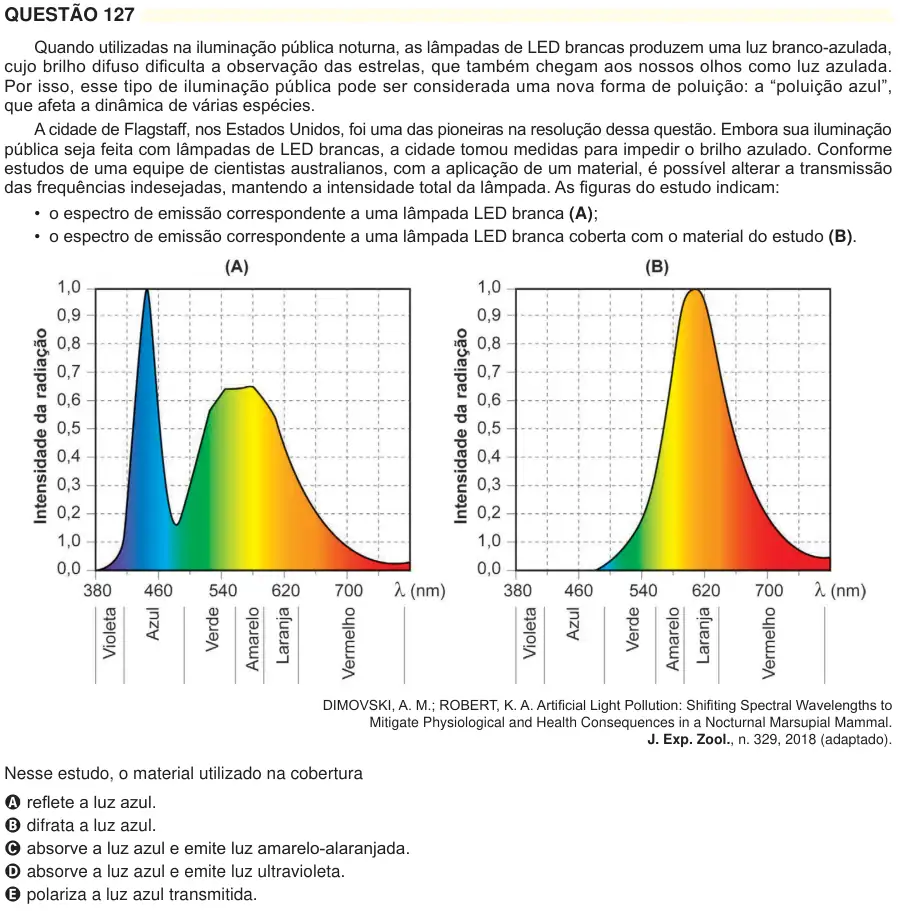 QUESTÃO 127
Quando utilizadas na iluminação pública noturna, as lâmpadas de LED brancas produzem uma luz branco-azulada,
cujo brilho difuso dificulta a observação das estrelas, que também chegam aos nossos olhos como luz azulada.
Por isso, esse tipo de iluminação pública pode ser considerada uma nova forma de poluição: a “poluição azul”,
que afeta a dinâmica de várias espécies.
A cidade de Flagstaff, nos Estados Unidos, foi uma das pioneiras na resolução dessa questão. Embora sua iluminação
pública seja feita com lâmpadas de LED brancas, a cidade tomou medidas para impedir o brilho azulado. Conforme
estudos de uma equipe de cientistas australianos, com a aplicação de um material, é possível alterar a transmissão
das frequências indesejadas, mantendo a intensidade total da lâmpada. As figuras do estudo indicam:
• o espectro de emissão correspondente a uma lâmpada LED branca (A);
• o espectro de emissão correspondente a uma lâmpada LED branca coberta com o material do estudo (B).
(A)
Intensidade da radiação
1,0
0,9
0,8
0,7
0,6
0,5
0,4
0,3
0,2
1,0
0,0
380 460 540 620 700 λ (nm)
Violeta Azul Verde Amarelo Laranja Vermelho
(B)
Intensidade da radiação
1,0
0,9
0,8
0,7
0,6
0,5
0,4
0,3
0,2
1,0
0,0
380 460 540 620 700 λ (nm)
Violeta Azul Verde Amarelo Laranja Vermelho
DIMOVSKI, A. M.; ROBERT, K. A. Artificial Light Pollution: Shifiting Spectral Wavelengths to
Mitigate Physiological and Health Consequences in a Nocturnal Marsupial Mammal.
J. Exp. Zool., n. 329, 2018 (adaptado).
Nesse estudo, o material utilizado na cobertura
A reflete a luz azul.
B difrata a luz azul.
C absorve a luz azul e emite luz amarelo-alaranjada.
D absorve a luz azul e emite luz ultravioleta.
E polariza a luz azul transmitida.